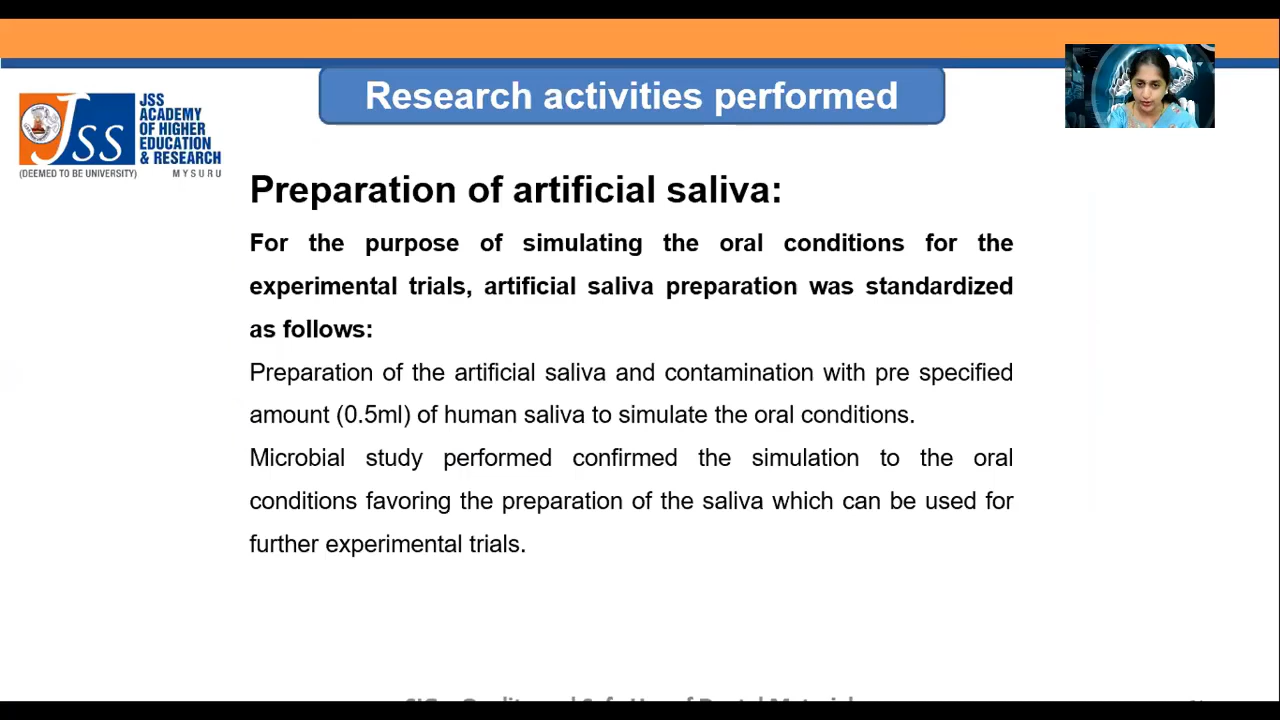 Research activities performed
JSS
JSS
ACADEMY
OF HIGHER
EDUCATION
& RESEARCH
(DEEMED TO BE UNIVERSITY) MYSURU
Preparation of artificial saliva:
For the purpose of simulating the oral conditions for the
experimental trials, artificial saliva preparation was standardized
as follows:
Preparation of the artificial saliva and contamination with pre specified
amount (0.5ml) of human saliva to simulate the oral conditions.
Microbial study performed confirmed the simulation to the oral
conditions favoring the preparation of the saliva which can be used for
further experimental trials.